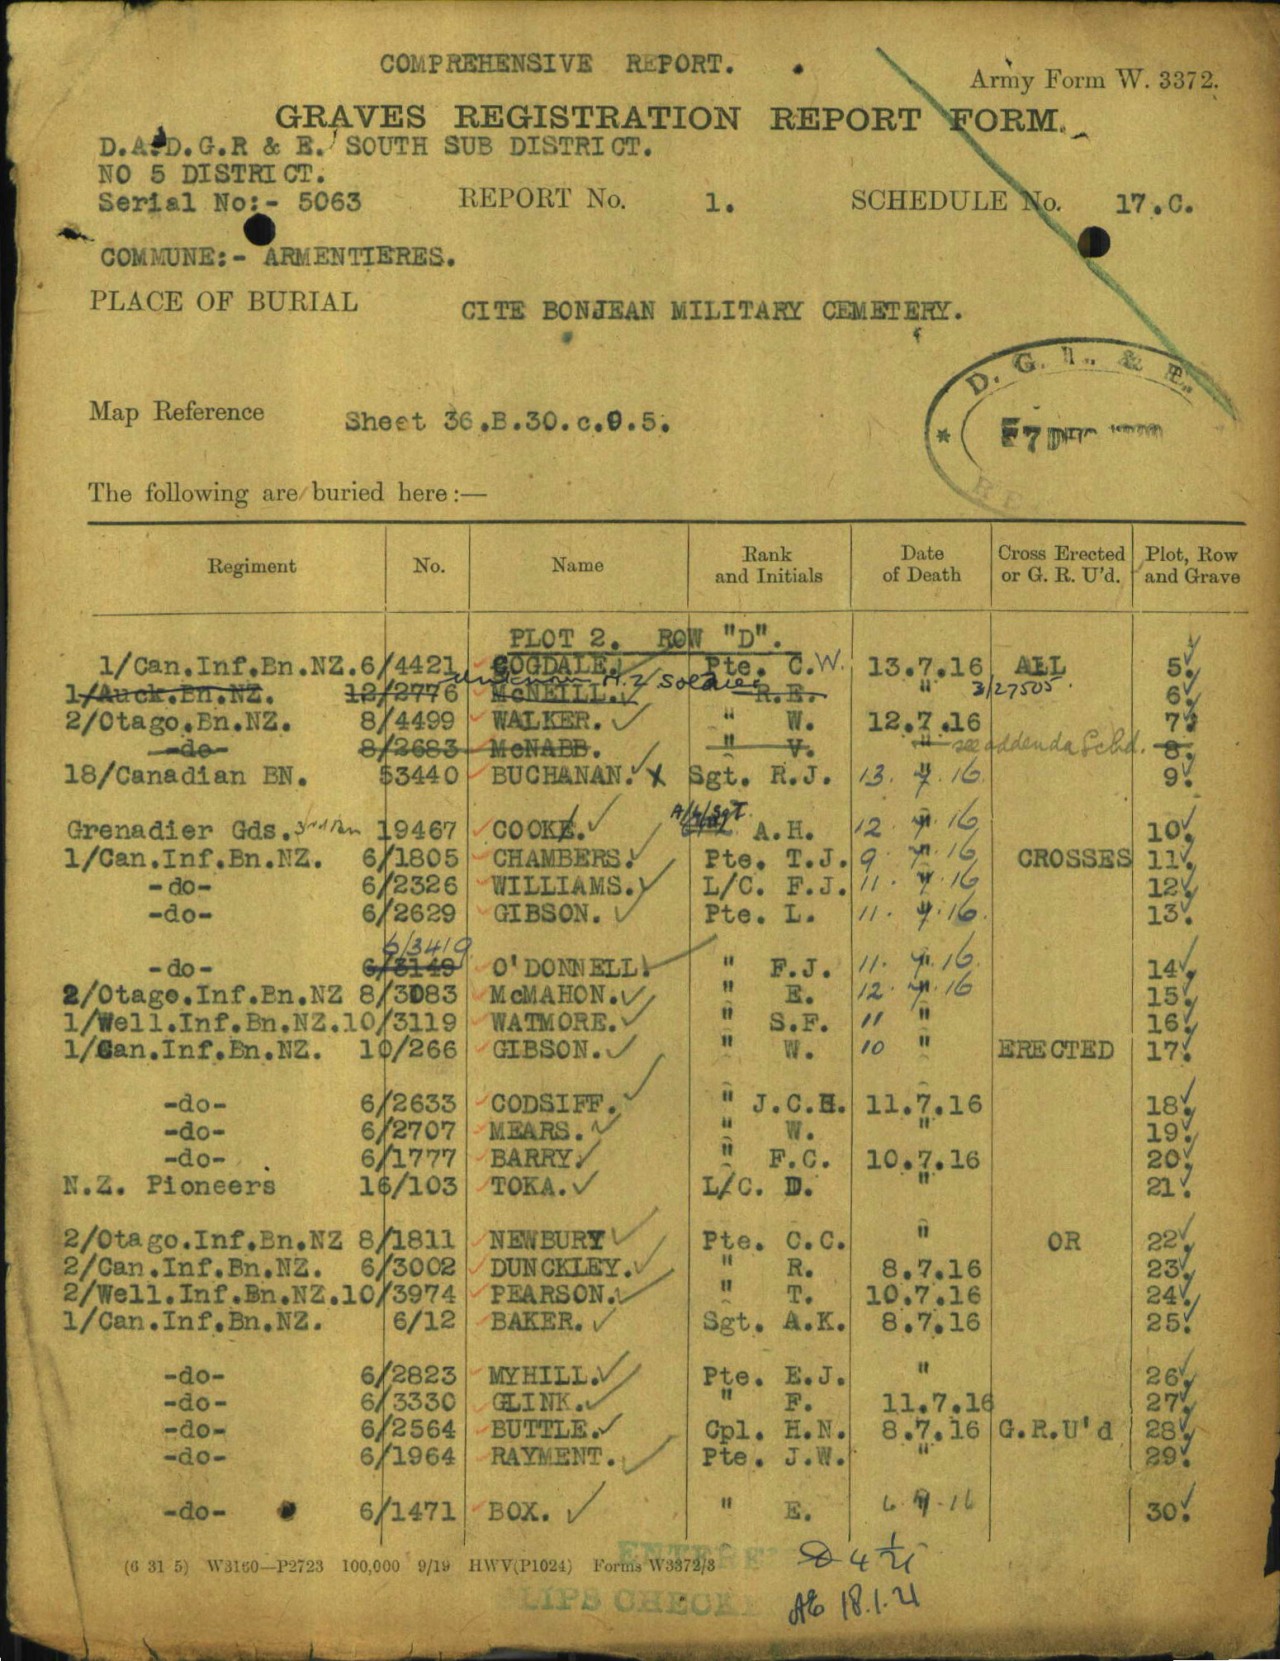 COMPREHENSIVE REPORT.
Army Form W. 3372.
GRAVES REGISTRATION REPORT FORM.
D.A.D.G.R & E. SOUTH SUB DISTRICT.
NO 5 DISTRICT.
Serial No:- 5063 REPORT No. 1. SCHEDULE No. 17.C.
COMMUNE:- ARMENTIERES.
PLACE OF BURIAL CITE BONJEAN MILITARY CEMETERY.
D. G. R. & E.
Map Reference Sheet 36.B.30.c.9.5.
The following are buried here:—
Regiment No. Name Rank and Initials Date of Death Cross Erected or G. R. U'd. Plot, Row and Grave
PLOT 2. ROW "D".
1/Can.Inf.Bn.NZ. 6/4421 COGDALE. Pte. C.W. 13.7.16 ALL 5.
unknown N.Z soldier 3/27505.
1/Auck.Bn.NZ. 12/2776 McNEILL. R.E. " 6.
2/Otago.Bn.NZ. 8/4499 WALKER. " W. 12.7.16 7.
-do- 8/2683 McNABB. " V. " see addenda Schd. 8.
18/Canadian BN. 53440 BUCHANAN. x Sgt. R.J. 13. 7. 16. 9.
Grenadier Gds. 3rd Bn 19467 COOKE. A/L/Sgt A.H. 12 7. 16 10.
1/Can.Inf.Bn.NZ. 6/1805 CHAMBERS. Pte. T.J. 9. 7. 16 CROSSES 11.
-do- 6/2326 WILLIAMS. L/C. F.J. 11. 7. 16 12.
-do- 6/2629 GIBSON. Pte. L. 11. 7. 16. 13.
6/3419
-do- 6/3149 O'DONNELL. " F.J. 11. 7. 16. 14.
2/Otago.Inf.Bn.NZ 8/3083 McMAHON. " E. 12. 7. 16 15.
1/Well.Inf.Bn.NZ. 10/3119 WATMORE. " S.F. 11 " 16.
1/Can.Inf.Bn.NZ. 10/266 GIBSON. " W. 10 " ERECTED 17.
-do- 6/2633 CODSIFF. " J.C.H. 11.7.16 18.
-do- 6/2707 MEARS. " W. " 19.
-do- 6/1777 BARRY. " F.C. 10.7.16 20.
N.Z. Pioneers 16/103 TOKA. L/C. D. " 21.
2/Otago.Inf.Bn.NZ 8/1811 NEWBURY Pte. C.C. " OR 22.
2/Can.Inf.Bn.NZ. 6/3002 DUNCKLEY. " R. 8.7.16 23.
2/Well.Inf.Bn.NZ. 10/3974 PEARSON. " T. 10.7.16 24.
1/Can.Inf.Bn.NZ. 6/12 BAKER. Sgt. A.K. 8.7.16 25.
-do- 6/2823 MYHILL. Pte. E.J. " 26.
-do- 6/3330 GLINK. " F. 11.7.16 27.
-do- 6/2564 BUTTLE. Cpl. H.N. 8.7.16 G.R.U'd 28.
-do- 6/1964 RAYMENT. Pte. J.W. " 29.
-do- 6/1471 BOX. " E. 6. 7. 16 30.
(6 31 5) W3160—P2723 100,000 9/19 HWV(P1024) Forms W3372/3
18.1.21